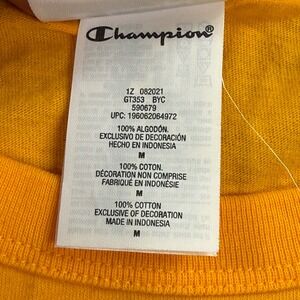 Champion®
1Z 082021
GT353 BYC
590679
UPC: 196062064972
100% ALGODÓN.
EXCLUSIVO DE DECORACIÓN
HECHO EN INDONESIA
M
100% COTON.
DÉCORATION NON COMPRISE
FABRIQUÉ EN INDONÉSIE
M
100% COTTON
EXCLUSIVE OF DECORATION
MADE IN INDONESIA
M